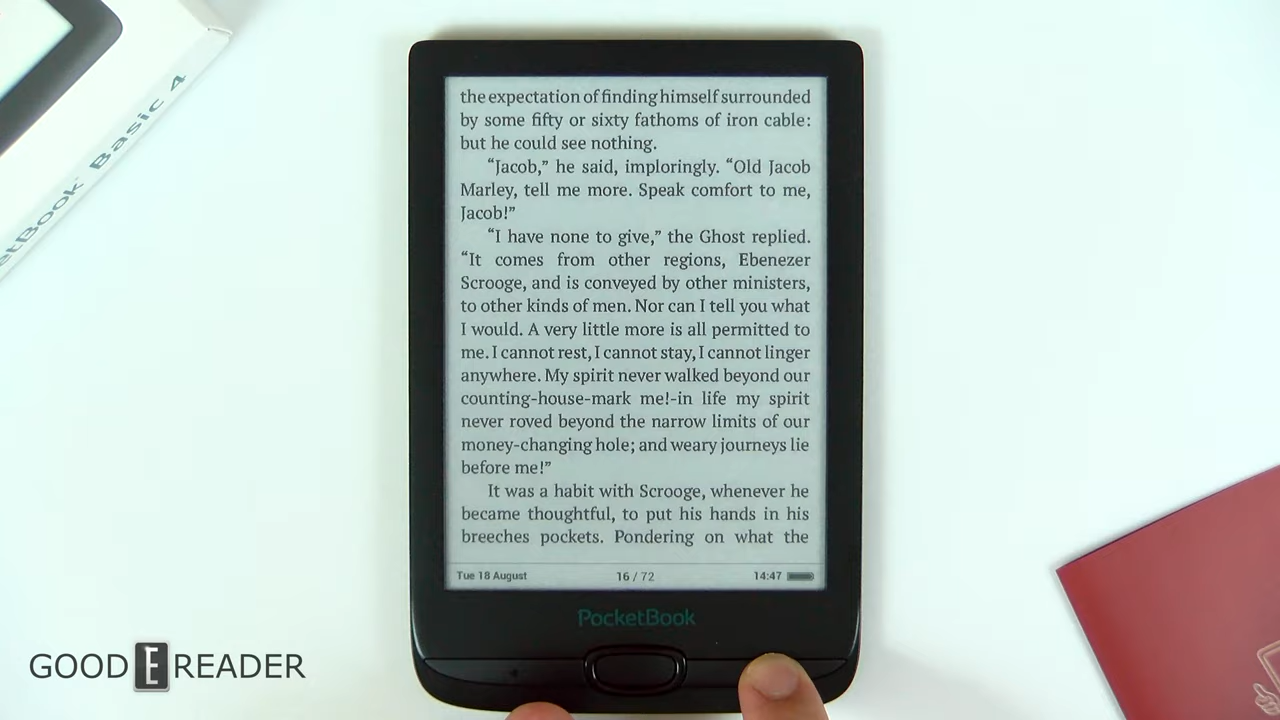 PocketBook Basic 4
the expectation of finding himself surrounded
by some fifty or sixty fathoms of iron cable:
but he could see nothing.
“Jacob,” he said, imploringly. “Old Jacob
Marley, tell me more. Speak comfort to me,
Jacob!”
“I have none to give,” the Ghost replied.
“It comes from other regions, Ebenezer
Scrooge, and is conveyed by other ministers,
to other kinds of men. Nor can I tell you what
I would. A very little more is all permitted to
me. I cannot rest, I cannot stay, I cannot linger
anywhere. My spirit never walked beyond our
counting-house-mark me!-in life my spirit
never roved beyond the narrow limits of our
money-changing hole; and weary journeys lie
before me!”
It was a habit with Scrooge, whenever he
became thoughtful, to put his hands in his
breeches pockets. Pondering on what the
Tue 18 August 16 / 72 14:47
PocketBook
GOOD E READER